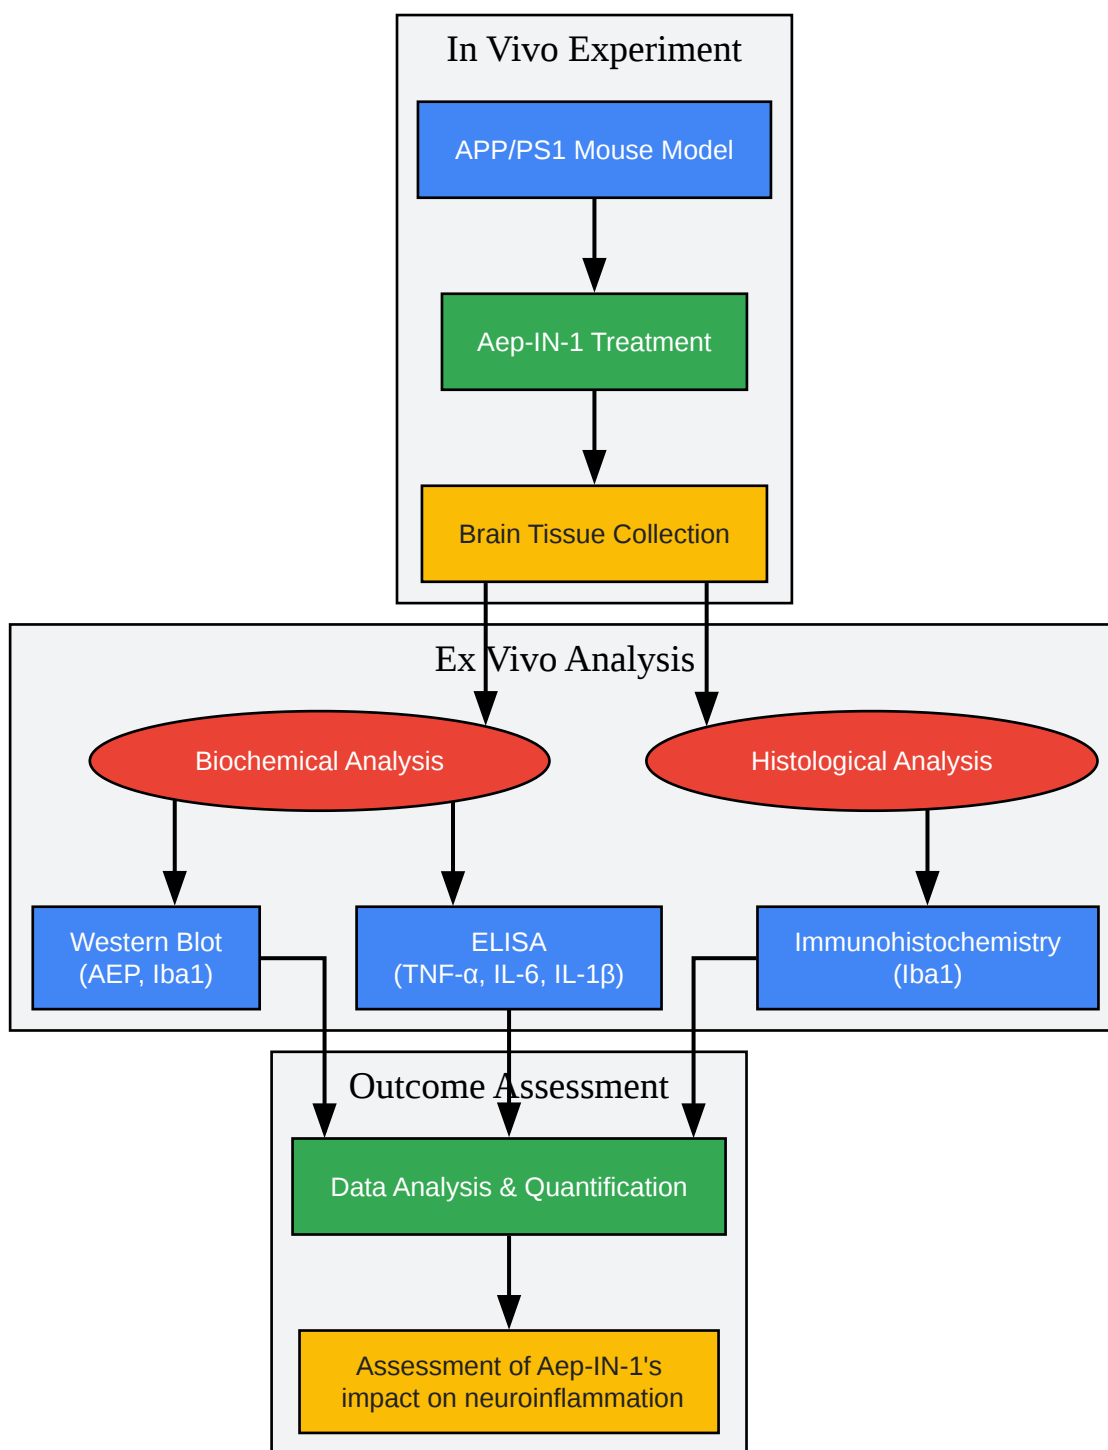 In Vivo Experiment
APP/PS1 Mouse Model
Aep-IN-1 Treatment
Brain Tissue Collection
Ex Vivo Analysis
Biochemical Analysis
Histological Analysis
Western Blot
(AEP, Iba1)
ELISA
(TNF-α, IL-6, IL-1β)
Immunohistochemistry
(Iba1)
Outcome Assessment
Data Analysis & Quantification
Assessment of Aep-IN-1's
impact on neuroinflammation